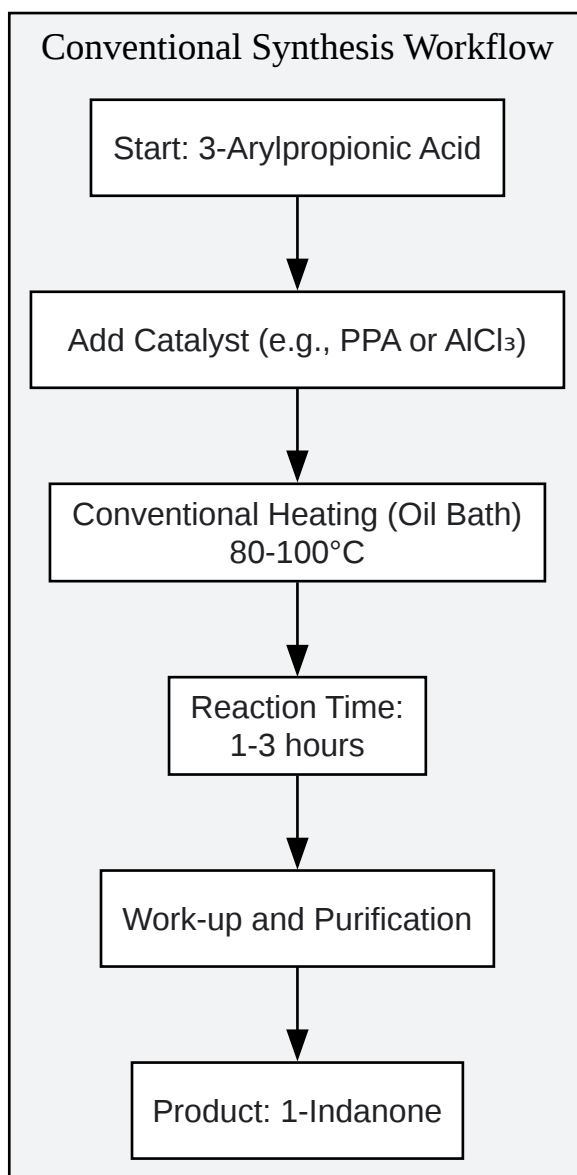 Conventional Synthesis Workflow
Start: 3-Arylpropionic Acid
Add Catalyst (e.g., PPA or AlCl₃)
Conventional Heating (Oil Bath)
80-100°C
Reaction Time:
1-3 hours
Work-up and Purification
Product: 1-Indanone